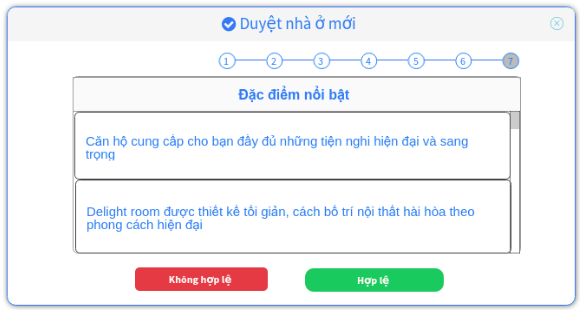 Duyệt nhà ở mới
1 2 3 4 5 6 7
Đặc điểm nổi bật
Căn hộ cung cấp cho bạn đầy đủ những tiện nghi hiện đại và sang
trọng
Delight room được thiết kế tối giản, cách bố trí nội thất hài hòa theo
phong cách hiện đại
Không hợp lệ
Hợp lệ